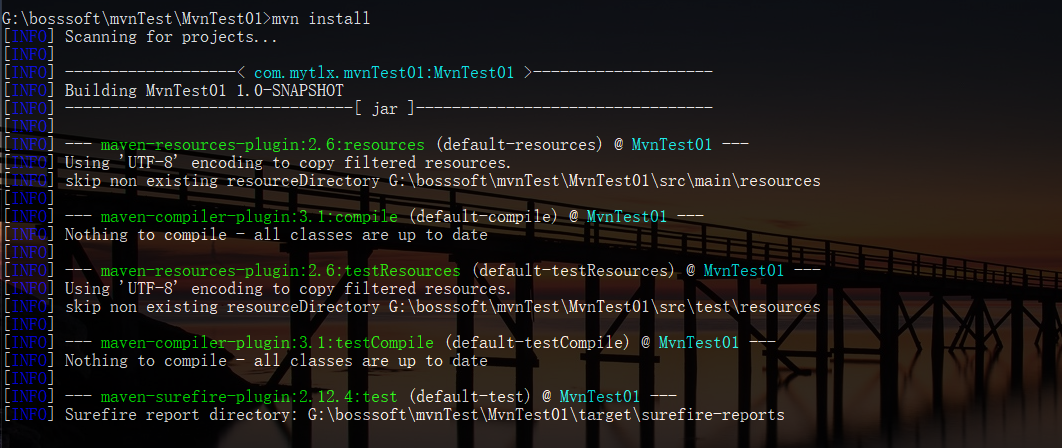 G:\bosssoft\mvnTest\MvnTest01>mvn install
[INFO] Scanning for projects...
[INFO]
[INFO] -------------------< com.mytlx.mvnTest01:MvnTest01 >--------------------
[INFO] Building MvnTest01 1.0-SNAPSHOT
[INFO] --------------------------------[ jar ]---------------------------------
[INFO]
[INFO] --- maven-resources-plugin:2.6:resources (default-resources) @ MvnTest01 ---
[INFO] Using 'UTF-8' encoding to copy filtered resources.
[INFO] skip non existing resourceDirectory G:\bosssoft\mvnTest\MvnTest01\src\main\resources
[INFO]
[INFO] --- maven-compiler-plugin:3.1:compile (default-compile) @ MvnTest01 ---
[INFO] Nothing to compile - all classes are up to date
[INFO]
[INFO] --- maven-resources-plugin:2.6:testResources (default-testResources) @ MvnTest01 ---
[INFO] Using 'UTF-8' encoding to copy filtered resources.
[INFO] skip non existing resourceDirectory G:\bosssoft\mvnTest\MvnTest01\src\test\resources
[INFO]
[INFO] --- maven-compiler-plugin:3.1:testCompile (default-testCompile) @ MvnTest01 ---
[INFO] Nothing to compile - all classes are up to date
[INFO]
[INFO] --- maven-surefire-plugin:2.12.4:test (default-test) @ MvnTest01 ---
[INFO] Surefire report directory: G:\bosssoft\mvnTest\MvnTest01\target\surefire-reports